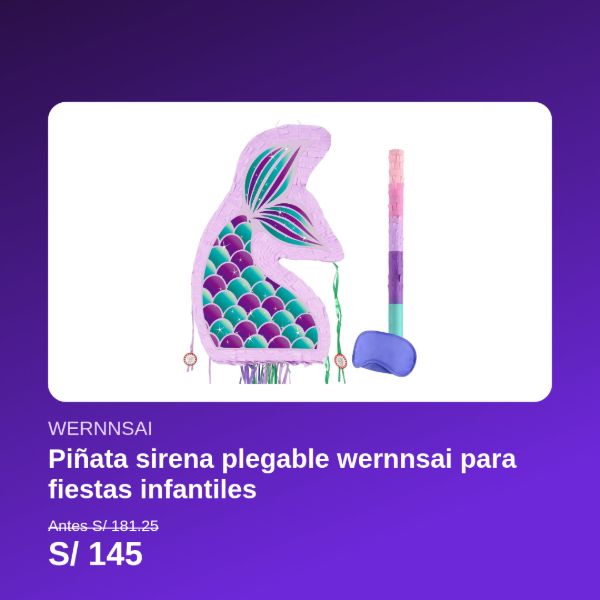 WERNNSAI
Piñata sirena plegable wernnsai para
fiestas infantiles
Antes S/ 181.25
S/ 145